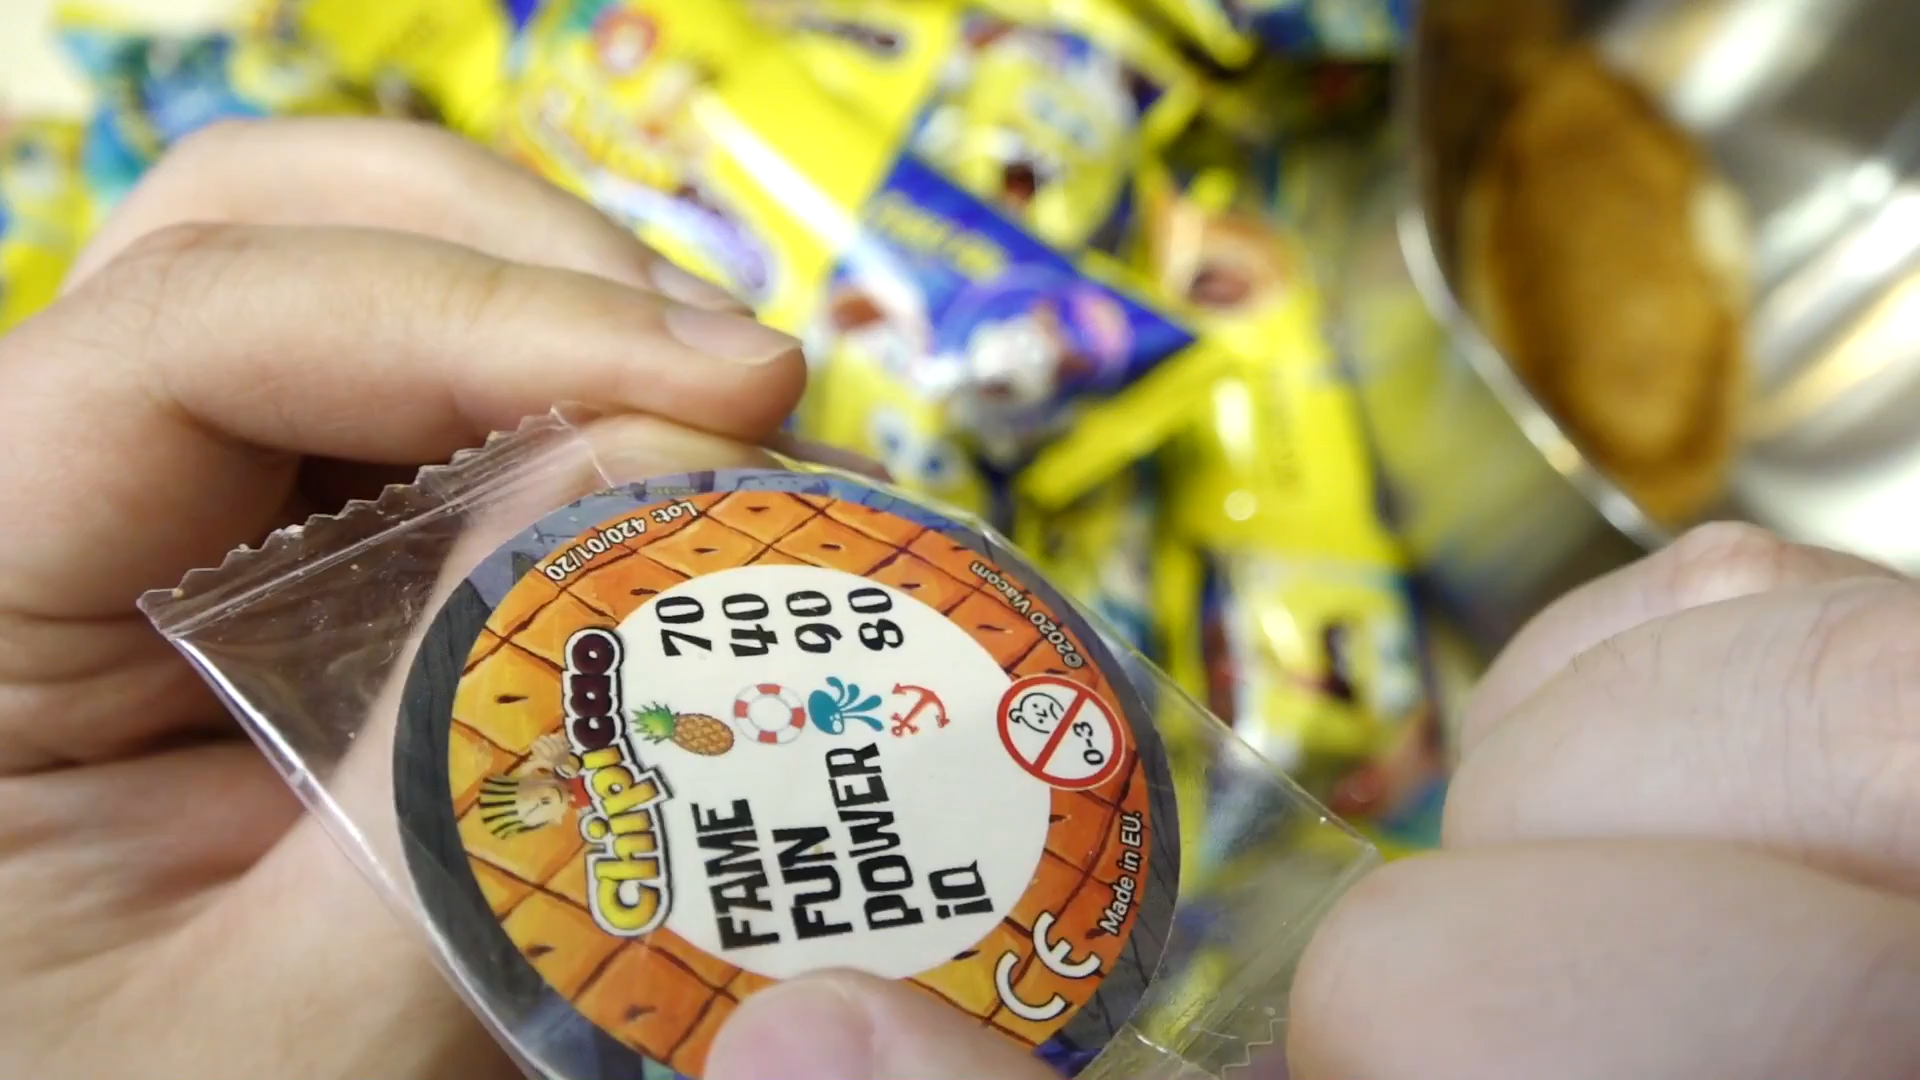 Chipicao
FAME 70
FUN 40
POWER 90
iQ 80
Lot: 420/01/20
©2020 Viacom
0-3
Made in EU.
CE